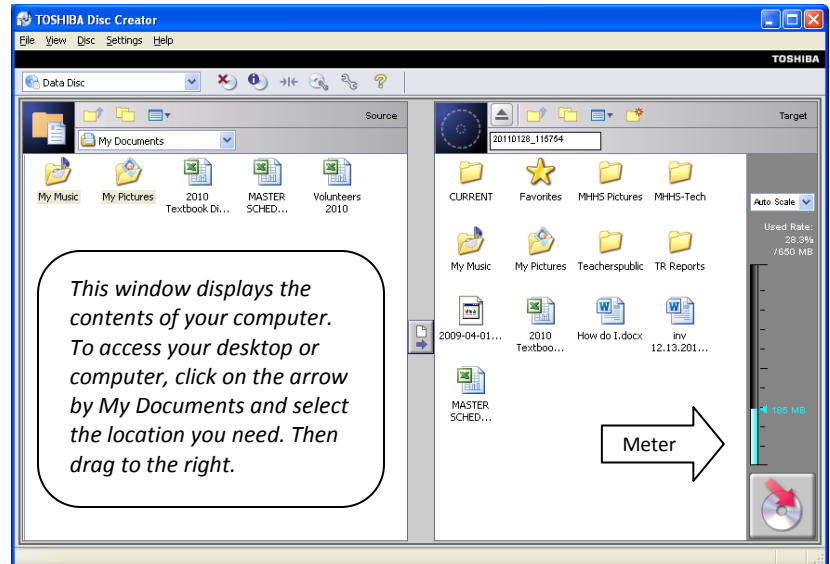 TOSHIBA Disc Creator
File View Disc Settings Help
TOSHIBA
Data Disc
Source
My Documents
My Music
My Pictures
2010
Textbook Di...
MASTER
SCHED...
Volunteers
2010
This window displays the
contents of your computer.
To access your desktop or
computer, click on the arrow
by My Documents and select
the location you need. Then
drag to the right.
Target
20110128_115754
CURRENT
Favorites
MHHS Pictures
MHHS-Tech
My Music
My Pictures
Teacherspublic
TR Reports
2009-04-01...
2010
Textboo...
How do I.docx
inv
12.13.201...
MASTER
SCHED...
Meter
Auto Scale
Used Rate:
28.3%
/650 MB
185 MB